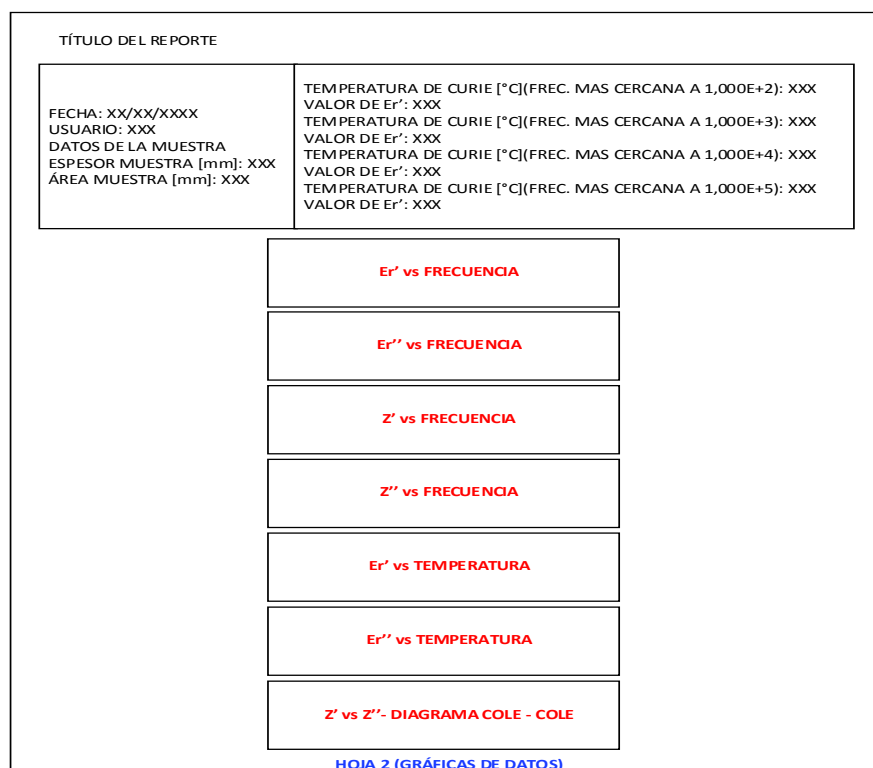 TÍTULO DEL REPORTE
FECHA: XX/XX/XXXX
USUARIO: XXX
DATOS DE LA MUESTRA
ESPESOR MUESTRA [mm]: XXX
ÁREA MUESTRA [mm]: XXX
TEMPERATURA DE CURIE [°C](FREC. MAS CERCANA A 1,000E+2): XXX
VALOR DE Er’: XXX
TEMPERATURA DE CURIE [°C](FREC. MAS CERCANA A 1,000E+3): XXX
VALOR DE Er’: XXX
TEMPERATURA DE CURIE [°C](FREC. MAS CERCANA A 1,000E+4): XXX
VALOR DE Er’: XXX
TEMPERATURA DE CURIE [°C](FREC. MAS CERCANA A 1,000E+5): XXX
VALOR DE Er’: XXX
Er’ vs FRECUENCIA
Er’’ vs FRECUENCIA
Z’ vs FRECUENCIA
Z’’ vs FRECUENCIA
Er’ vs TEMPERATURA
Er’’ vs TEMPERATURA
Z’ vs Z’’- DIAGRAMA COLE - COLE
HOJA 2 (GRÁFICAS DE DATOS)